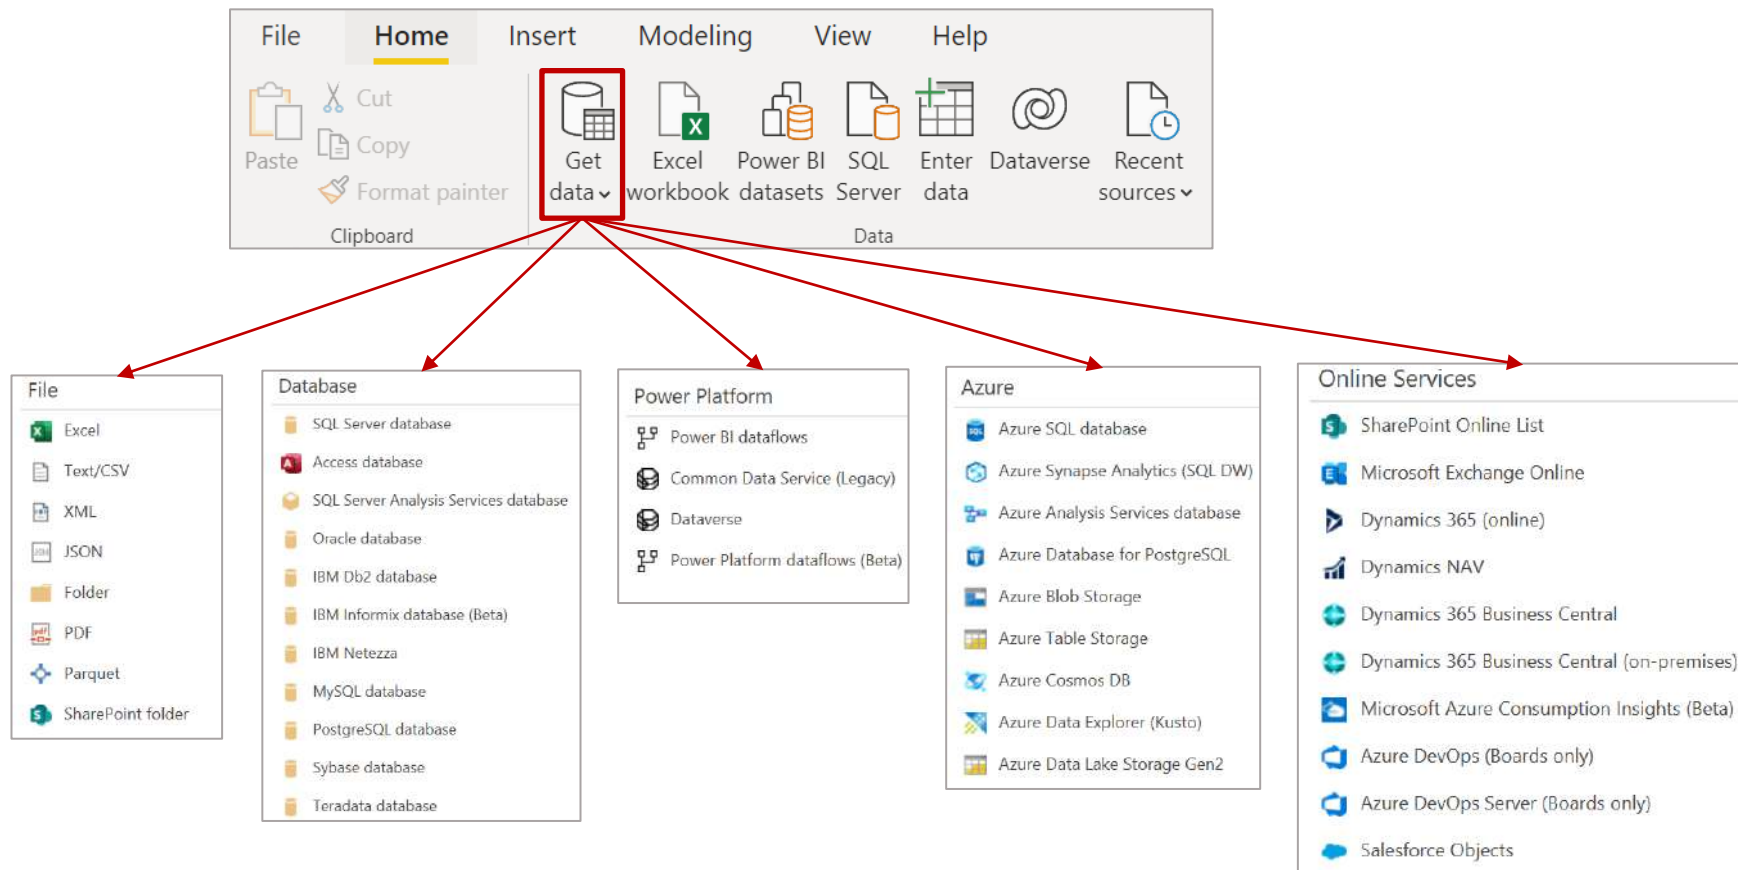 File Home Insert Modeling View Help
Paste
Cut
Copy
Format painter
Clipboard
Get data
Excel workbook
Power BI datasets
SQL Server
Enter data
Dataverse
Recent sources
Data
File
Excel
Text/CSV
XML
JSON
Folder
PDF
Parquet
SharePoint folder
Database
SQL Server database
Access database
SQL Server Analysis Services database
Oracle database
IBM Db2 database
IBM Informix database (Beta)
IBM Netezza
MySQL database
PostgreSQL database
Sybase database
Teradata database
Power Platform
Power BI dataflows
Common Data Service (Legacy)
Dataverse
Power Platform dataflows (Beta)
Azure
Azure SQL database
Azure Synapse Analytics (SQL DW)
Azure Analysis Services database
Azure Database for PostgreSQL
Azure Blob Storage
Azure Table Storage
Azure Cosmos DB
Azure Data Explorer (Kusto)
Azure Data Lake Storage Gen2
Online Services
SharePoint Online List
Microsoft Exchange Online
Dynamics 365 (online)
Dynamics NAV
Dynamics 365 Business Central
Dynamics 365 Business Central (on-premises)
Microsoft Azure Consumption Insights (Beta)
Azure DevOps (Boards only)
Azure DevOps Server (Boards only)
Salesforce Objects